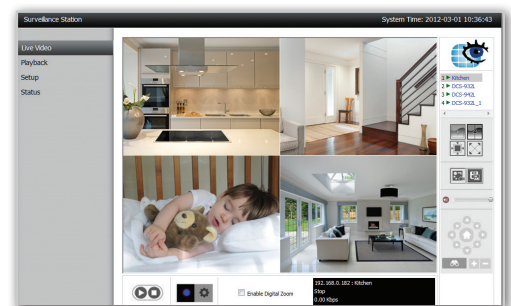 Surveillance Station
System Time: 2012-03-01 10:36:43
Live Video
Playback
Setup
Status
1 Kitchen
2 DCS-932L
3 DCS-942L
4 DCS-932L_1
Enable Digital Zoom
192.168.0.182 : Kitchen
Stop
0.00 Kbps